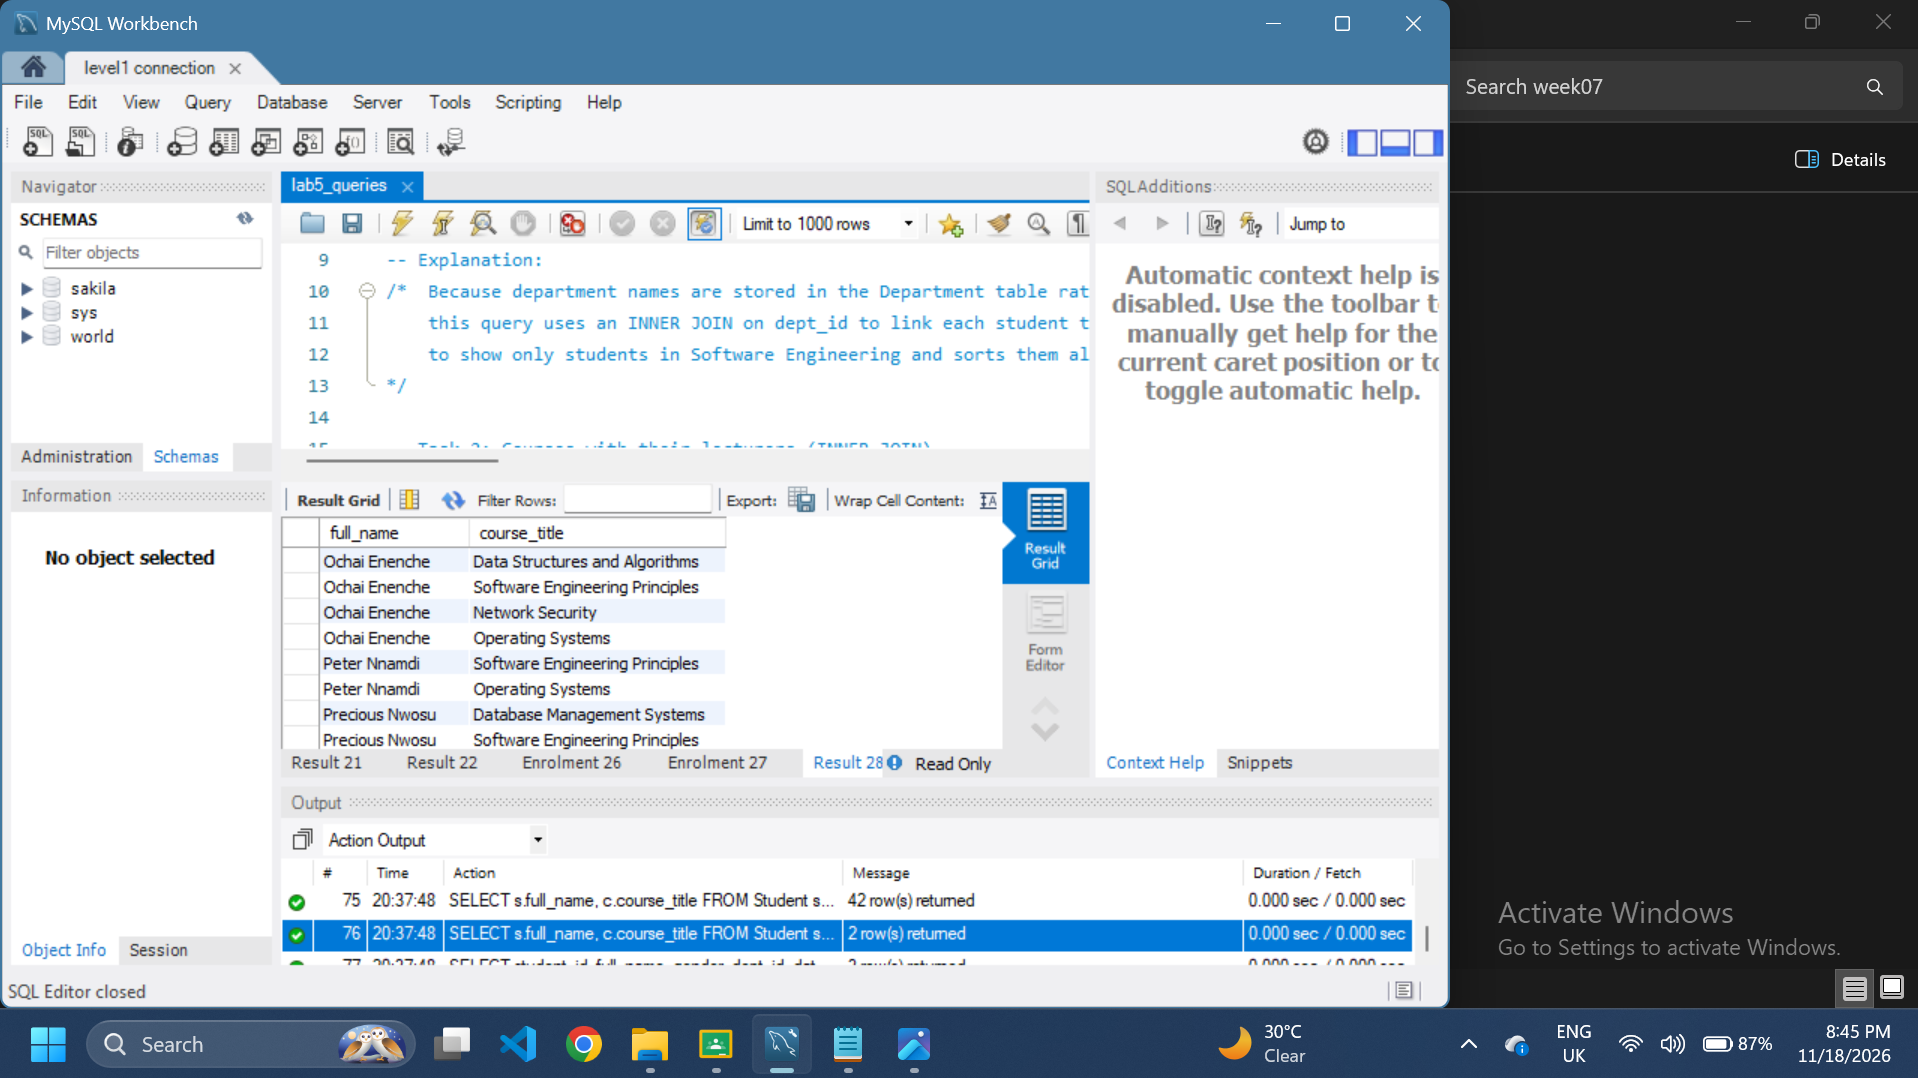 MySQL Workbench
level1 connection
File Edit View Query Database Server Tools Scripting Help
Search week07
Details
Navigator
SCHEMAS
Filter objects
sakila
sys
world
Administration Schemas
Information
No object selected
Object Info Session
lab5_queries
Limit to 1000 rows
9 -- Explanation:
10 /* Because department names are stored in the Department table rat
11 this query uses an INNER JOIN on dept_id to link each student t
12 to show only students in Software Engineering and sorts them al
13 */
14
Result Grid Filter Rows: Export: Wrap Cell Content:
full_name course_title
Ochai Enenche Data Structures and Algorithms
Ochai Enenche Software Engineering Principles
Ochai Enenche Network Security
Ochai Enenche Operating Systems
Peter Nnamdi Software Engineering Principles
Peter Nnamdi Operating Systems
Precious Nwosu Database Management Systems
Precious Nwosu Software Engineering Principles
Result Grid
Form Editor
Result 21 Result 22 Enrolment 26 Enrolment 27 Result 28 Read Only
SQLAdditions
Jump to
Automatic context help is
disabled. Use the toolbar t
manually get help for the
current caret position or to
toggle automatic help.
Context Help Snippets
Output
Action Output
# Time Action Message Duration / Fetch
75 20:37:48 SELECT s.full_name, c.course_title FROM Student s... 42 row(s) returned 0.000 sec / 0.000 sec
76 20:37:48 SELECT s.full_name, c.course_title FROM Student s... 2 row(s) returned 0.000 sec / 0.000 sec
SQL Editor closed
Activate Windows
Go to Settings to activate Windows.
Search
30°C
Clear
ENG
UK
87%
8:45 PM
11/18/2026